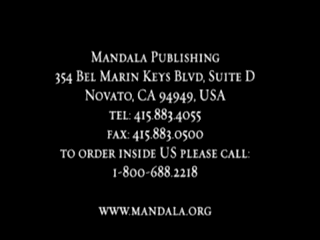 Mandala Publishing
354 Bel Marin Keys Blvd, Suite D
Novato, CA 94949, USA
tel: 415.883.4055
fax: 415.883.0500
to order inside US please call:
1-800-688.2218
www.mandala.org